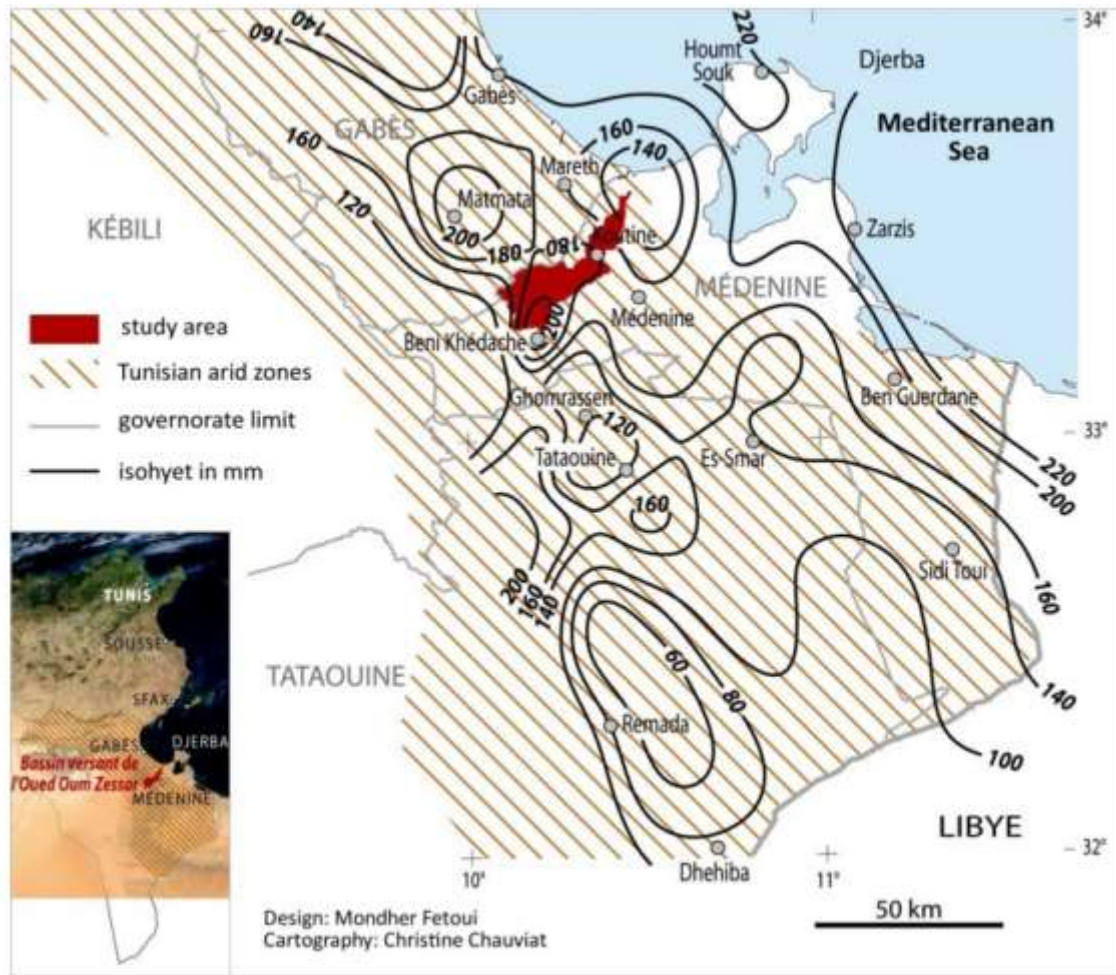 140
160
220
34°
Houmt
Souk
Djerba
Gabès
Mediterranean
Sea
GABÈS
160
160
140
Mareth
120
Matmata
KÉBILI
200
180
180
Koutine
Zarzis
MÉDENINE
Médenine
200
Beni Khédache
study area
Tunisian arid zones
governorate limit
isohyet in mm
Ghomrassen
120
Tataouine
Es-Smar
Ben Guerdane
33°
220
200
160
Sidi Toui
200
160
140
160
140
TATAOUINE
60
80
Remada
100
LIBYE
32°
Dhehiba
10°
11°
50 km
TUNIS
SOUSSE
SFAX
GABÈS
DJERBA
Bassin versant de
l'Oued Oum Zessar
MÉDENINE
Design: Mondher Fetoui
Cartography: Christine Chauviat